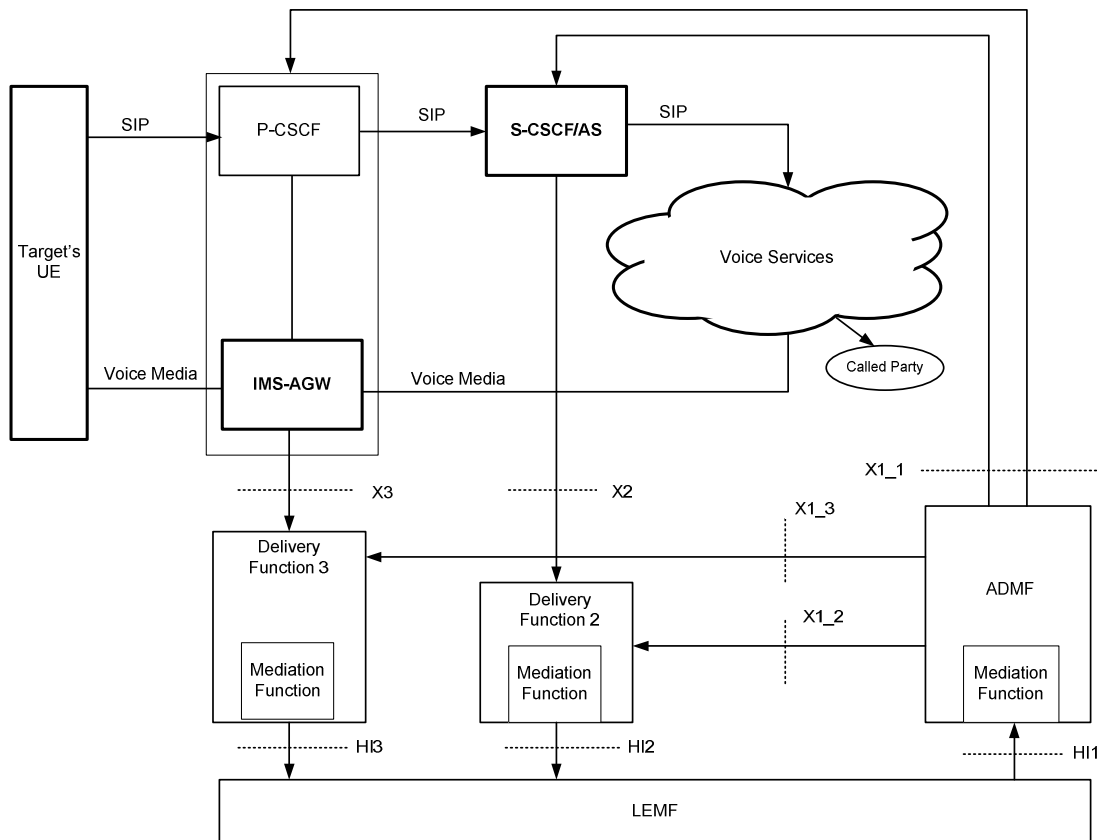 SIP
P-CSCF
SIP
S-CSCF/AS
SIP
Target's
UE
Voice Services
Voice Media
IMS-AGW
Voice Media
Called Party
X1_1
X3
X2
X1_3
Delivery
Function 3
ADMF
Delivery
Function 2
X1_2
Mediation
Function
Mediation
Function
Mediation
Function
HI3
HI2
HI1
LEMF